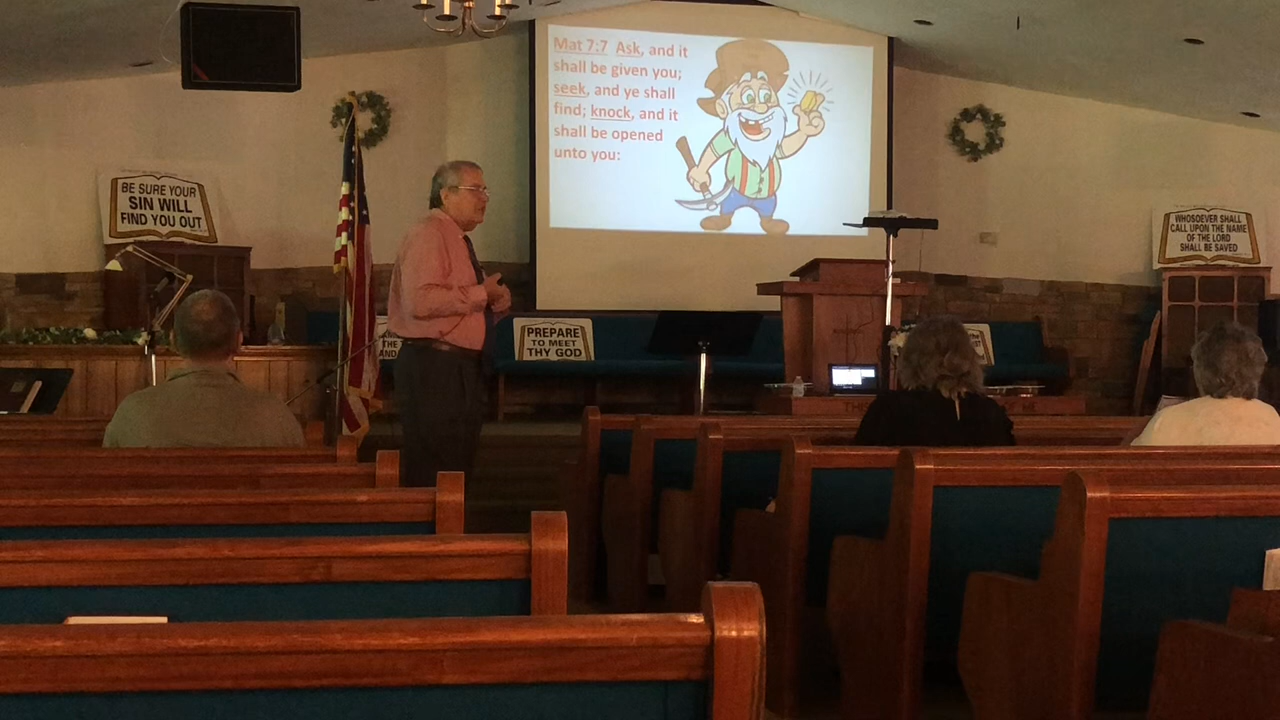 Mat 7:7 Ask, and it
shall be given you;
seek, and ye shall
find; knock, and it
shall be opened
unto you:
BE SURE YOUR
SIN WILL
FIND YOU OUT
WHOSOEVER SHALL
CALL UPON THE NAME
OF THE LORD
SHALL BE SAVED
THE
AND
PREPARE
TO MEET
THY GOD